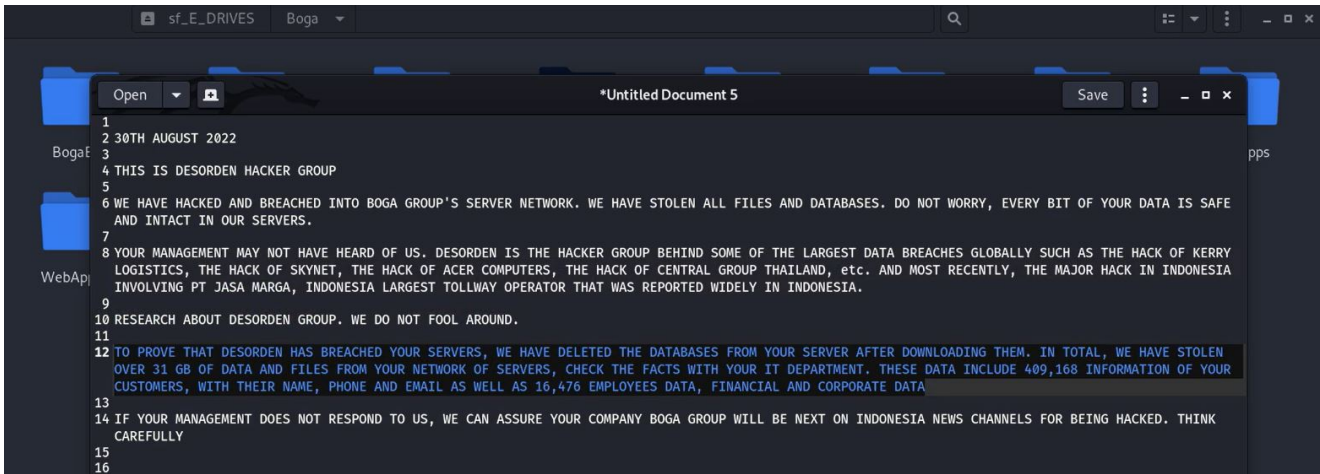 sf_E_DRIVES Boga
Open *Untitled Document 5 Save
1
2 30TH AUGUST 2022
3
4 THIS IS DESORDEN HACKER GROUP
5
6 WE HAVE HACKED AND BREACHED INTO BOGA GROUP'S SERVER NETWORK. WE HAVE STOLEN ALL FILES AND DATABASES. DO NOT WORRY, EVERY BIT OF YOUR DATA IS SAFE
AND INTACT IN OUR SERVERS.
7
8 YOUR MANAGEMENT MAY NOT HAVE HEARD OF US. DESORDEN IS THE HACKER GROUP BEHIND SOME OF THE LARGEST DATA BREACHES GLOBALLY SUCH AS THE HACK OF KERRY
LOGISTICS, THE HACK OF SKYNET, THE HACK OF ACER COMPUTERS, THE HACK OF CENTRAL GROUP THAILAND, etc. AND MOST RECENTLY, THE MAJOR HACK IN INDONESIA
INVOLVING PT JASA MARGA, INDONESIA LARGEST TOLLWAY OPERATOR THAT WAS REPORTED WIDELY IN INDONESIA.
9
10 RESEARCH ABOUT DESORDEN GROUP. WE DO NOT FOOL AROUND.
11
12 TO PROVE THAT DESORDEN HAS BREACHED YOUR SERVERS, WE HAVE DELETED THE DATABASES FROM YOUR SERVER AFTER DOWNLOADING THEM. IN TOTAL, WE HAVE STOLEN
OVER 31 GB OF DATA AND FILES FROM YOUR NETWORK OF SERVERS, CHECK THE FACTS WITH YOUR IT DEPARTMENT. THESE DATA INCLUDE 409,168 INFORMATION OF YOUR
CUSTOMERS, WITH THEIR NAME, PHONE AND EMAIL AS WELL AS 16,476 EMPLOYEES DATA, FINANCIAL AND CORPORATE DATA
13
14 IF YOUR MANAGEMENT DOES NOT RESPOND TO US, WE CAN ASSURE YOUR COMPANY BOGA GROUP WILL BE NEXT ON INDONESIA NEWS CHANNELS FOR BEING HACKED. THINK
CAREFULLY
15
16